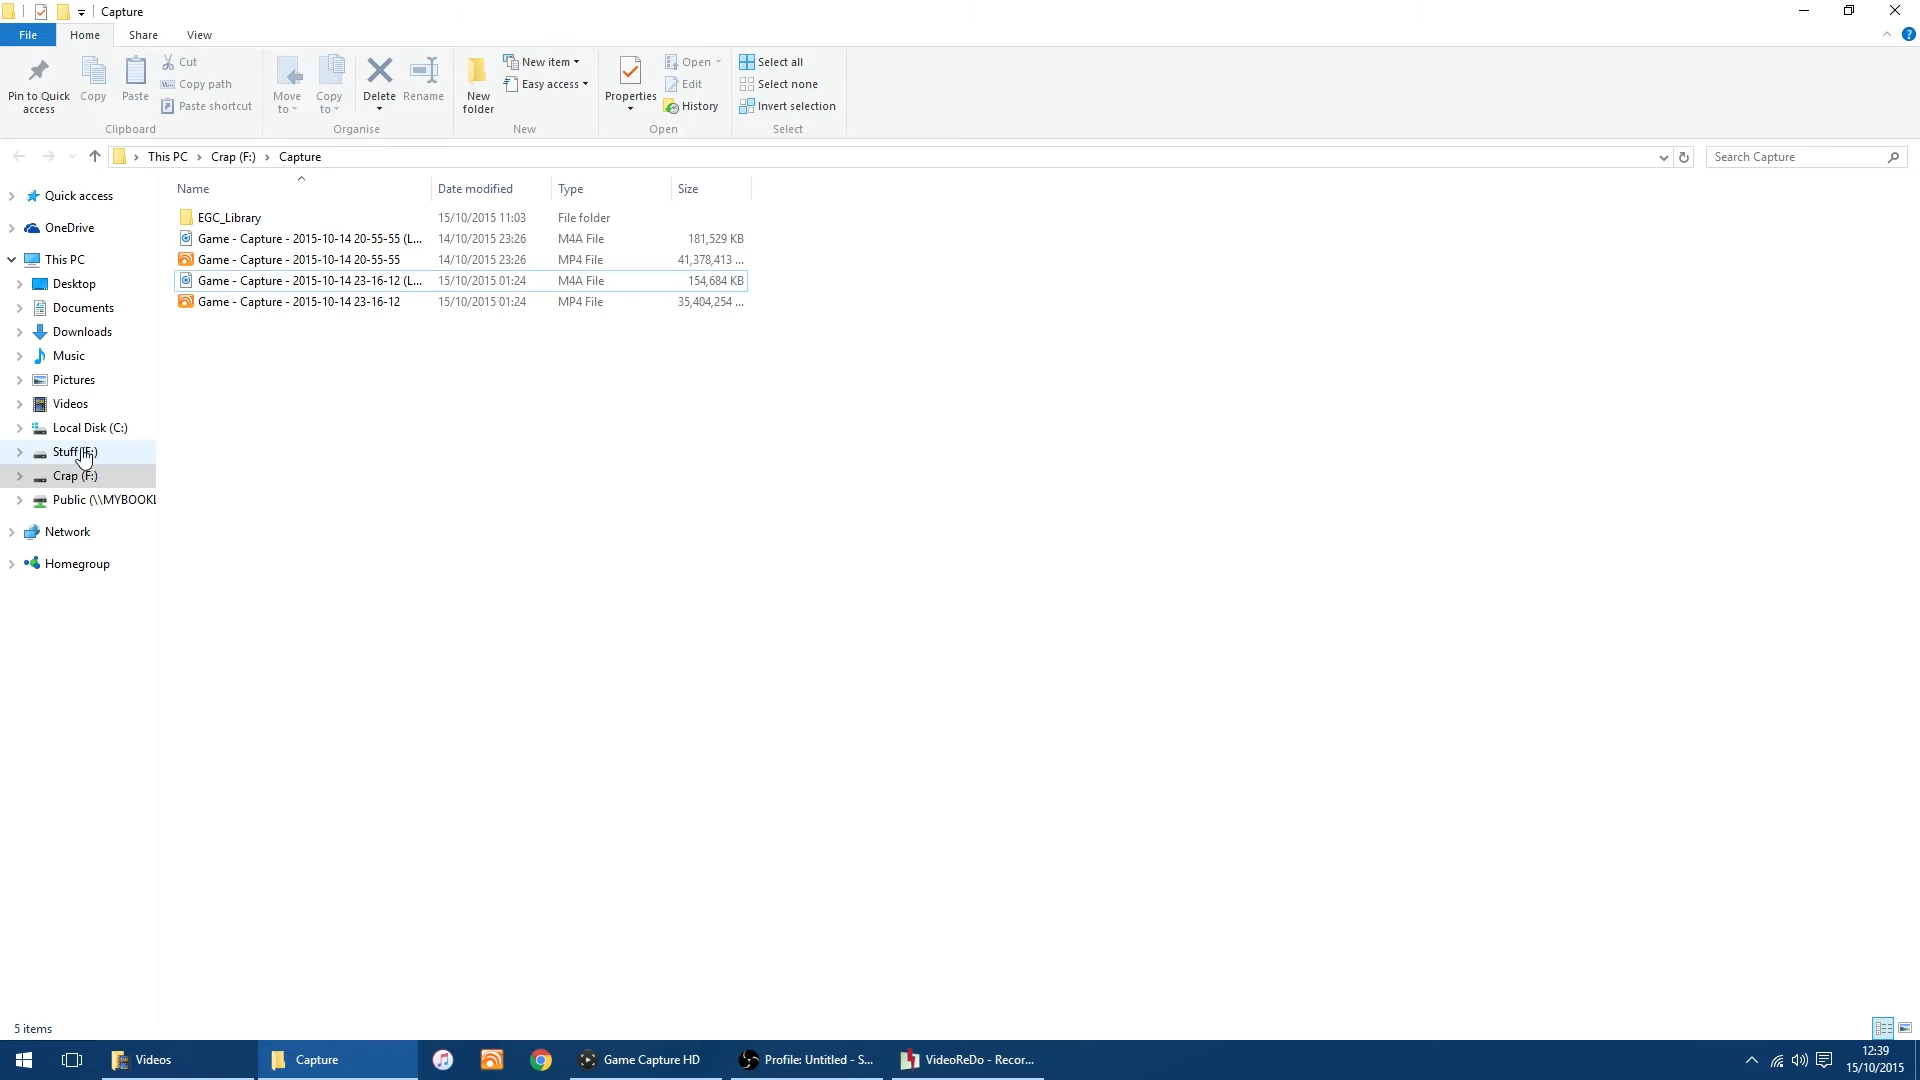 Capture
File Home Share View
Pin to Quick access
Copy
Paste
Cut
Copy path
Paste shortcut
Clipboard
Move to
Copy to
Delete
Rename
Organise
New folder
New item
Easy access
New
Properties
Open
Edit
History
Open
Select all
Select none
Invert selection
Select
This PC Crap (F:) Capture
Search Capture
Name Date modified Type Size
EGC_Library 15/10/2015 11:03 File folder
Game - Capture - 2015-10-14 20-55-55 (L... 14/10/2015 23:26 M4A File 181,529 KB
Game - Capture - 2015-10-14 20-55-55 14/10/2015 23:26 MP4 File 41,378,413 ...
Game - Capture - 2015-10-14 23-16-12 (L... 15/10/2015 01:24 M4A File 154,684 KB
Game - Capture - 2015-10-14 23-16-12 15/10/2015 01:24 MP4 File 35,404,254 ...
Quick access
OneDrive
This PC
Desktop
Documents
Downloads
Music
Pictures
Videos
Local Disk (C:)
Stuff (E:)
Crap (F:)
Public (\\MYBOOKL
Network
Homegroup
5 items
Videos
Capture
Game Capture HD
Profile: Untitled - S...
VideoReDo - Recor...
12:39
15/10/2015